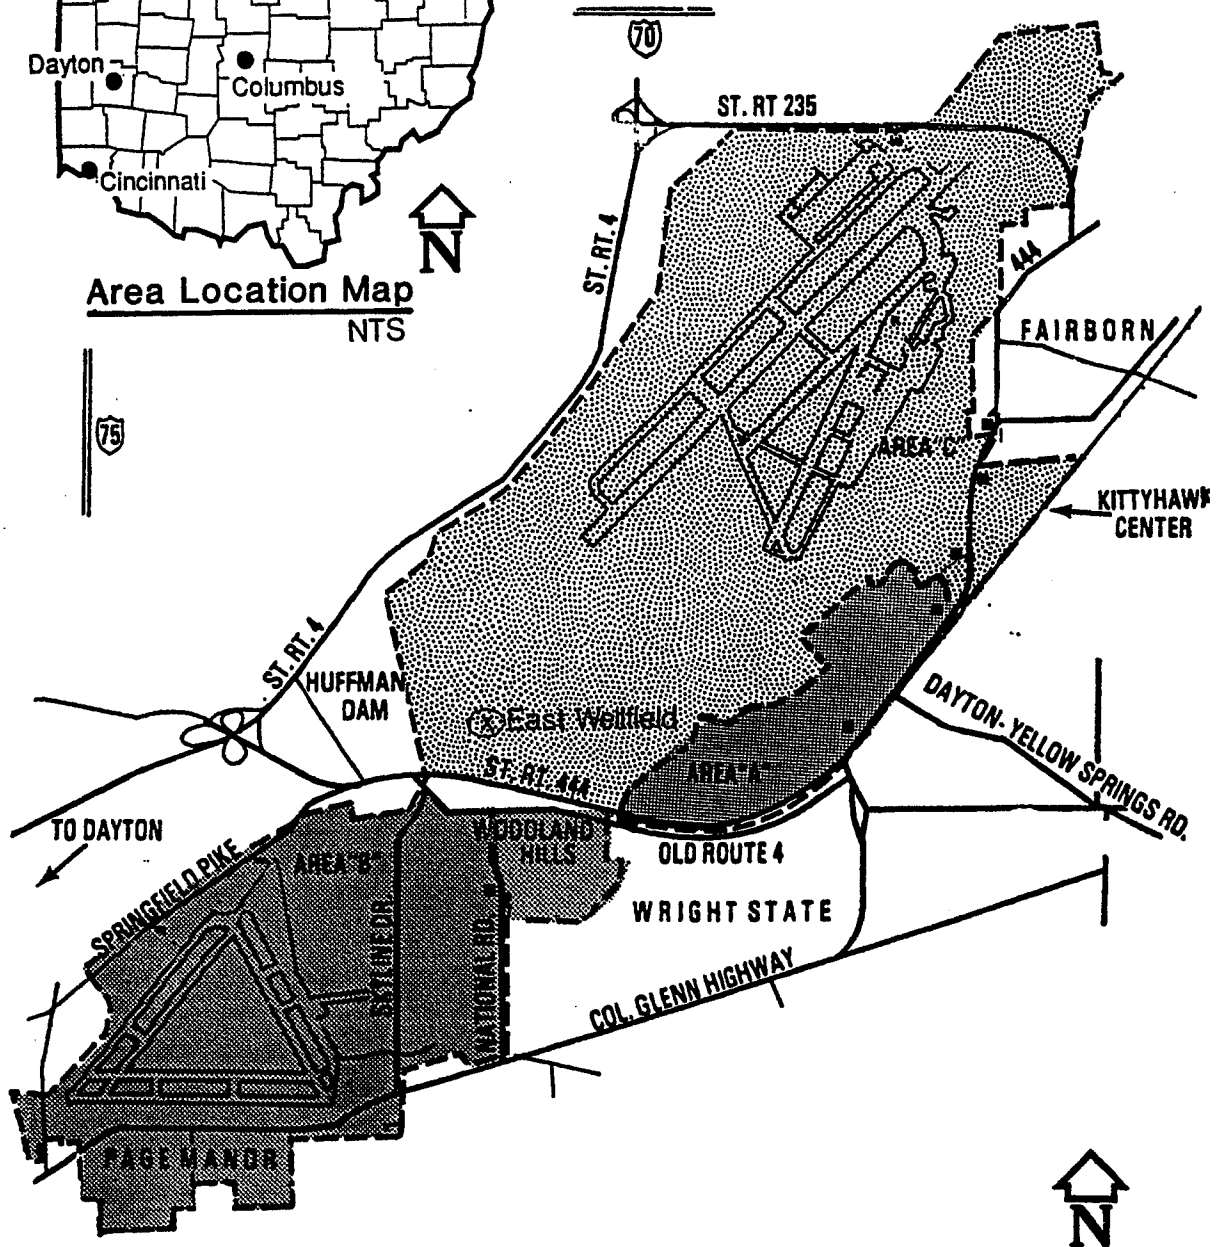 Dayton
Columbus
Cincinnati
N
Area Location Map
NTS
70
ST. RT 235
ST. RT. 4
444
FAIRBORN
75
AREA "C"
KITTYHAWK
CENTER
ST. RT. 4
HUFFMAN
DAM
East Wellfield
DAYTON-YELLOW SPRINGS RD.
ST. RT. 444
AREA "A"
TO DAYTON
WOODLAND
HILLS
OLD ROUTE 4
SPRINGFIELD PIKE
AREA "B"
WRIGHT STATE
SKYLINE DR.
NATIONAL RD.
COL. GLENN HIGHWAY
PAGE MANOR
N